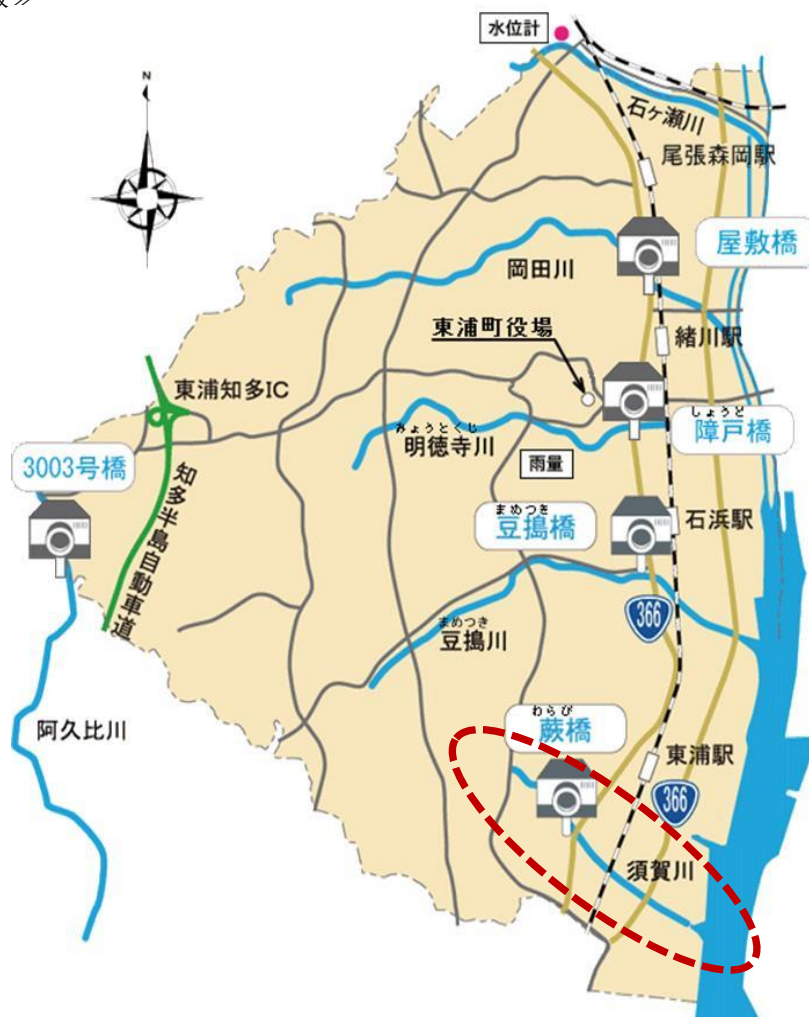 水位計
N
石ヶ瀬川
尾張森岡駅
屋敷橋
岡田川
東浦町役場
緒川駅
東浦知多IC
しょうど
障戸橋
みょうとくじ
明徳寺川
雨量
3003号橋
知多半島自動車道
まめつき
豆搗橋
石浜駅
366
まめつき
豆搗川
阿久比川
わらび
蕨橋
東浦駅
366
須賀川